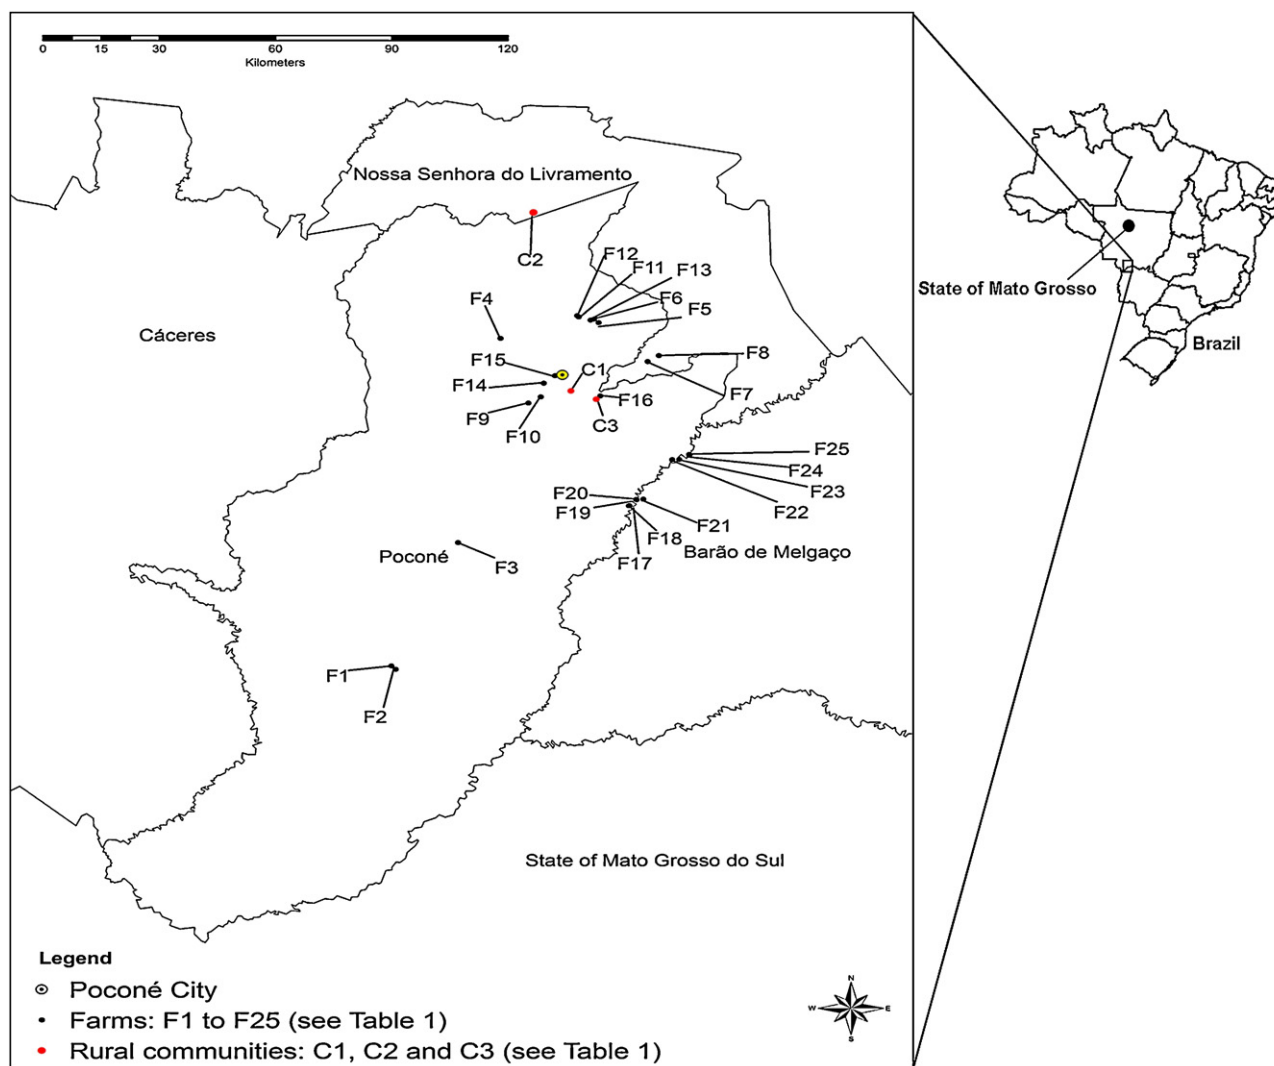 0 15 30 60 90 120
Kilometers
Nossa Senhora do Livramento
C2
F12
F11
F13
F6
F5
F4
Cáceres
State of Mato Grosso
Brazil
F8
F15
C1
F14
F7
F16
F9
C3
F10
F25
F24
F23
F20
F22
F19
F21
F18
Barão de Melgaço
Poconé
F17
F3
F1
F2
State of Mato Grosso do Sul
Legend
Poconé City
Farms: F1 to F25 (see Table 1)
Rural communities: C1, C2 and C3 (see Table 1)
N
W E
S